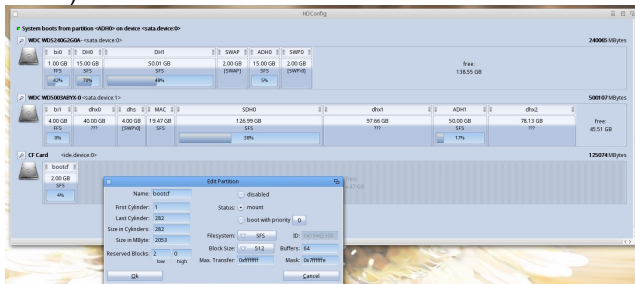 HDConfig
System boots from partition <ADH0> on device <sata.device:0>
WDC WDS240G2G0A- <sata.device:0> 240065 MBytes
bi0 DH0 DH1 SWAP ADH0 SWP0
1.00 GB 15.00 GB 50.01 GB 2.00 GB 15.00 GB 2.00 GB free:
FFS SFS SFS [SWAP] SFS [SWP\0] 138.55 GB
42% 78% 48% 5%
WDC WD5003ABYX-0 <sata.device:1> 500107 MBytes
bi1 dhx0 dhs MAC SDH0 dhx1 ADH1 dhx2
4.00 GB 40.00 GB 4.00 GB 19.47 GB 126.99 GB 97.66 GB 50.00 GB 78.13 GB free:
FFS ??? [SWP\0] SFS SFS ??? SFS ??? 45.51 GB
3% 38% 17%
CF Card <ide.device:0> 125074 MBytes
bootcf
2.00 GB
SFS
4%
Edit Partition
Name: bootcf disabled
First Cylinder: 1 Status: mount
Last Cylinder: 282 boot with priority 0
Size in Cylinders: 282 Filesystem: SFS ID:
Size in MByte: 2053 Block Size: 512 Buffers: 64
Reserved Blocks: 2 0 Max. Transfer: 0xffffffff Mask: 0x7ffffffe
low high
Ok Cancel